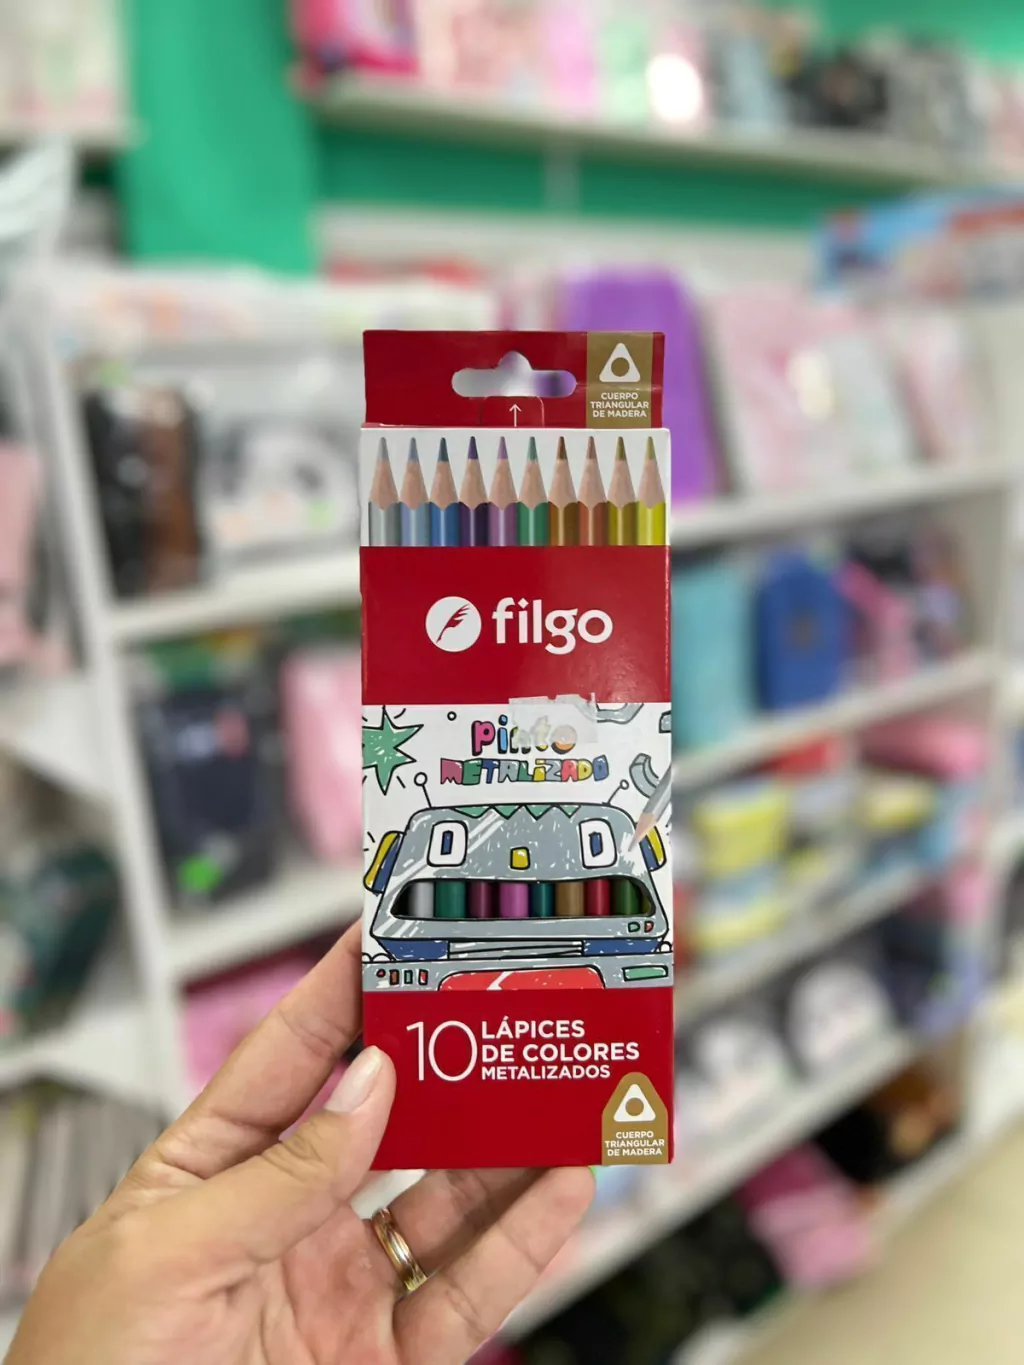 CUERPO
TRIANGULAR
DE MADERA
filgo
pinto
METALIZADO
10 LÁPICES
DE COLORES
METALIZADOS
CUERPO
TRIANGULAR
DE MADERA